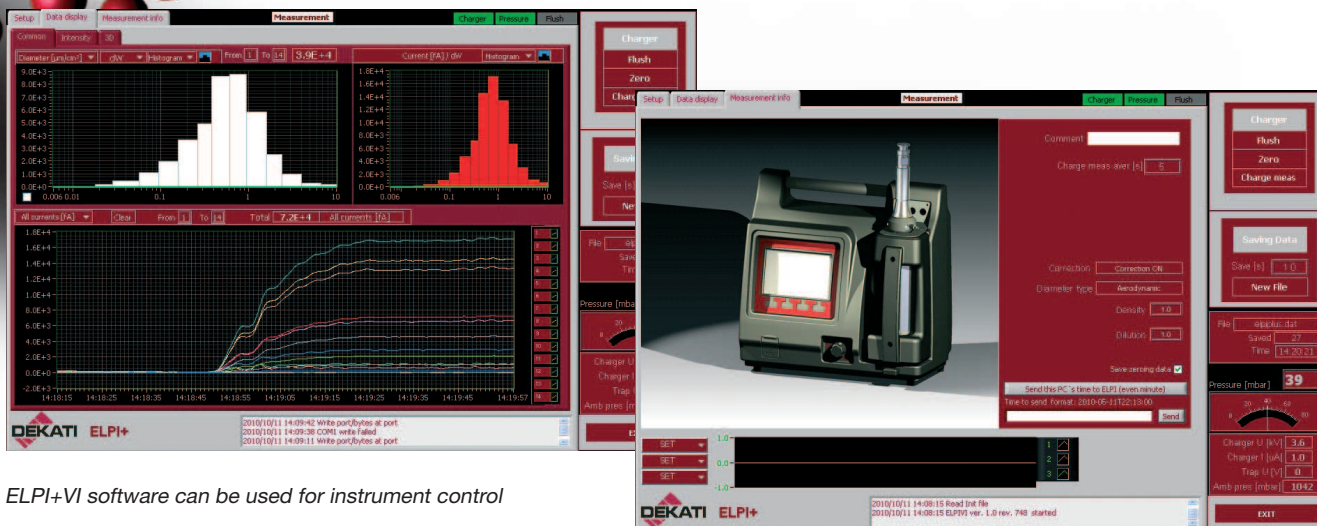 Setup Data display Measurement info Measurement Charger Pressure Flush
Common Intensity 3D
Diameter [µm/cm³] dW Histogram From 1 To 14 3.9E+4 Current [fA] / dW Histogram
9.0E+3
8.0E+3
7.0E+3
6.0E+3
5.0E+3
4.0E+3
3.0E+3
2.0E+3
1.0E+3
0.0E+0
0.006 0.01 0.1 1 10
1.8E+4
1.6E+4
1.4E+4
1.2E+4
1.0E+4
8.0E+3
6.0E+3
4.0E+3
2.0E+3
0.0E+0
0.006 0.1 1 10
All currents [fA] Clear From 1 To 14 Total 7.2E+4 All currents [fA]
1.8E+4
1.6E+4
1.4E+4
1.2E+4
1.0E+4
8.0E+3
6.0E+3
4.0E+3
2.0E+3
0.0E+0
-2.0E+3
14:18:15 14:18:25 14:18:35 14:18:45 14:18:55 14:19:05 14:19:15 14:19:25 14:19:35 14:19:45 14:19:57
DEKATI ELPI+
2010/10/11 14:09:42 Write port/bytes at port
2010/10/11 14:09:38 COM1 write failed
2010/10/11 14:09:11 Write port/bytes at port
Charger
Flush
Zero
Save [s]
File
Pressure [mba
0 20
Charger U
Charger I
Trap
Amb pres [m
Setup Data display Measurement info Measurement Charger Pressure Flush
Comment
Charge meas aver [s] 5
Correction Correction ON
Diameter type Aerodynamic
Density 1.0
Dilution 1.0
Save zeroing data
Send this PC`s time to ELPI (even minute)
Time to send format: 2010-05-11T22:10:00
Send
SET
SET
SET
1.0
0.0
-1.0
1
2
3
DEKATI ELPI+
2010/10/11 14:08:15 Read Init file
2010/10/11 14:08:15 ELPIVI ver. 1.0 rev. 748 started
Charger
Flush
Zero
Charge meas
Saving Data
Save [s] 1.0
New File
File elpiplus.dat
Saved 27
Time 14:20:21
Pressure [mbar] 39
0 20 40 60 80
Charger U [kV] 3.6
Charger I [uA] 1.0
Trap U [V] 0
Amb pres [mbar] 1042
EXIT
ELPI+VI software can be used for instrument control